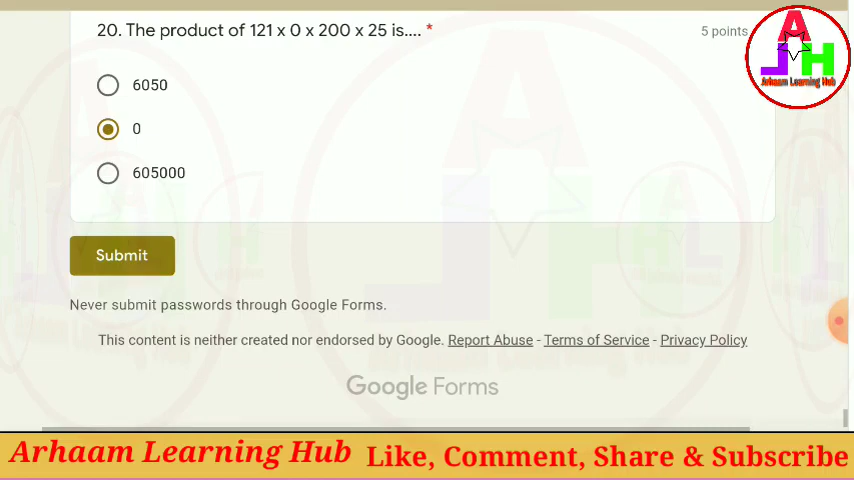 20. The product of 121 x 0 x 200 x 25 is.... *
5 points
6050
0
605000
Submit
Never submit passwords through Google Forms.
This content is neither created nor endorsed by Google. Report Abuse - Terms of Service - Privacy Policy
Google Forms
A
J H
Arhaam Learning Hub
Arhaam Learning Hub Like, Comment, Share & Subscribe